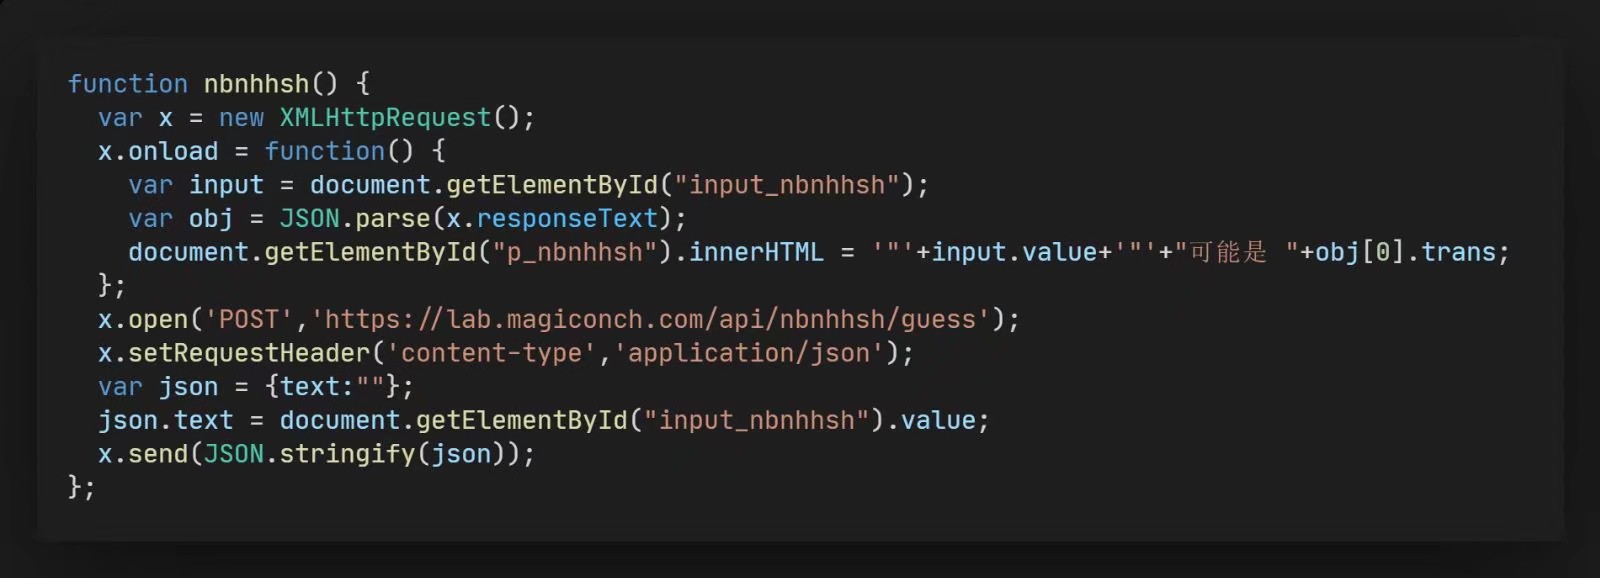 function nbnhhsh() {
  var x = new XMLHttpRequest();
  x.onload = function() {
    var input = document.getElementById("input_nbnhhsh");
    var obj = JSON.parse(x.responseText);
    document.getElementById("p_nbnhhsh").innerHTML = '"'+input.value+'"'+"可能是 "+obj[0].trans;
  };
  x.open('POST','https://lab.magiconch.com/api/nbnhhsh/guess');
  x.setRequestHeader('content-type','application/json');
  var json = {text:""};
  json.text = document.getElementById("input_nbnhhsh").value;
  x.send(JSON.stringify(json));
};